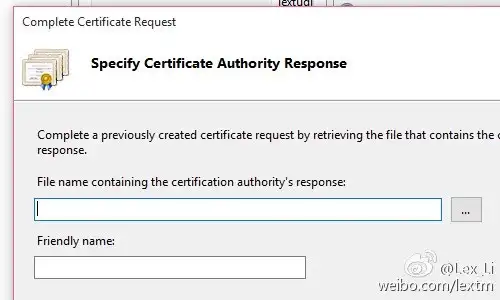 Complete Certificate Request
Specify Certificate Authority Response
Complete a previously created certificate request by retrieving the file that contains the
response.
File name containing the certification authority's response:
...
Friendly name:
@Lex_Li
weibo.com/lextm